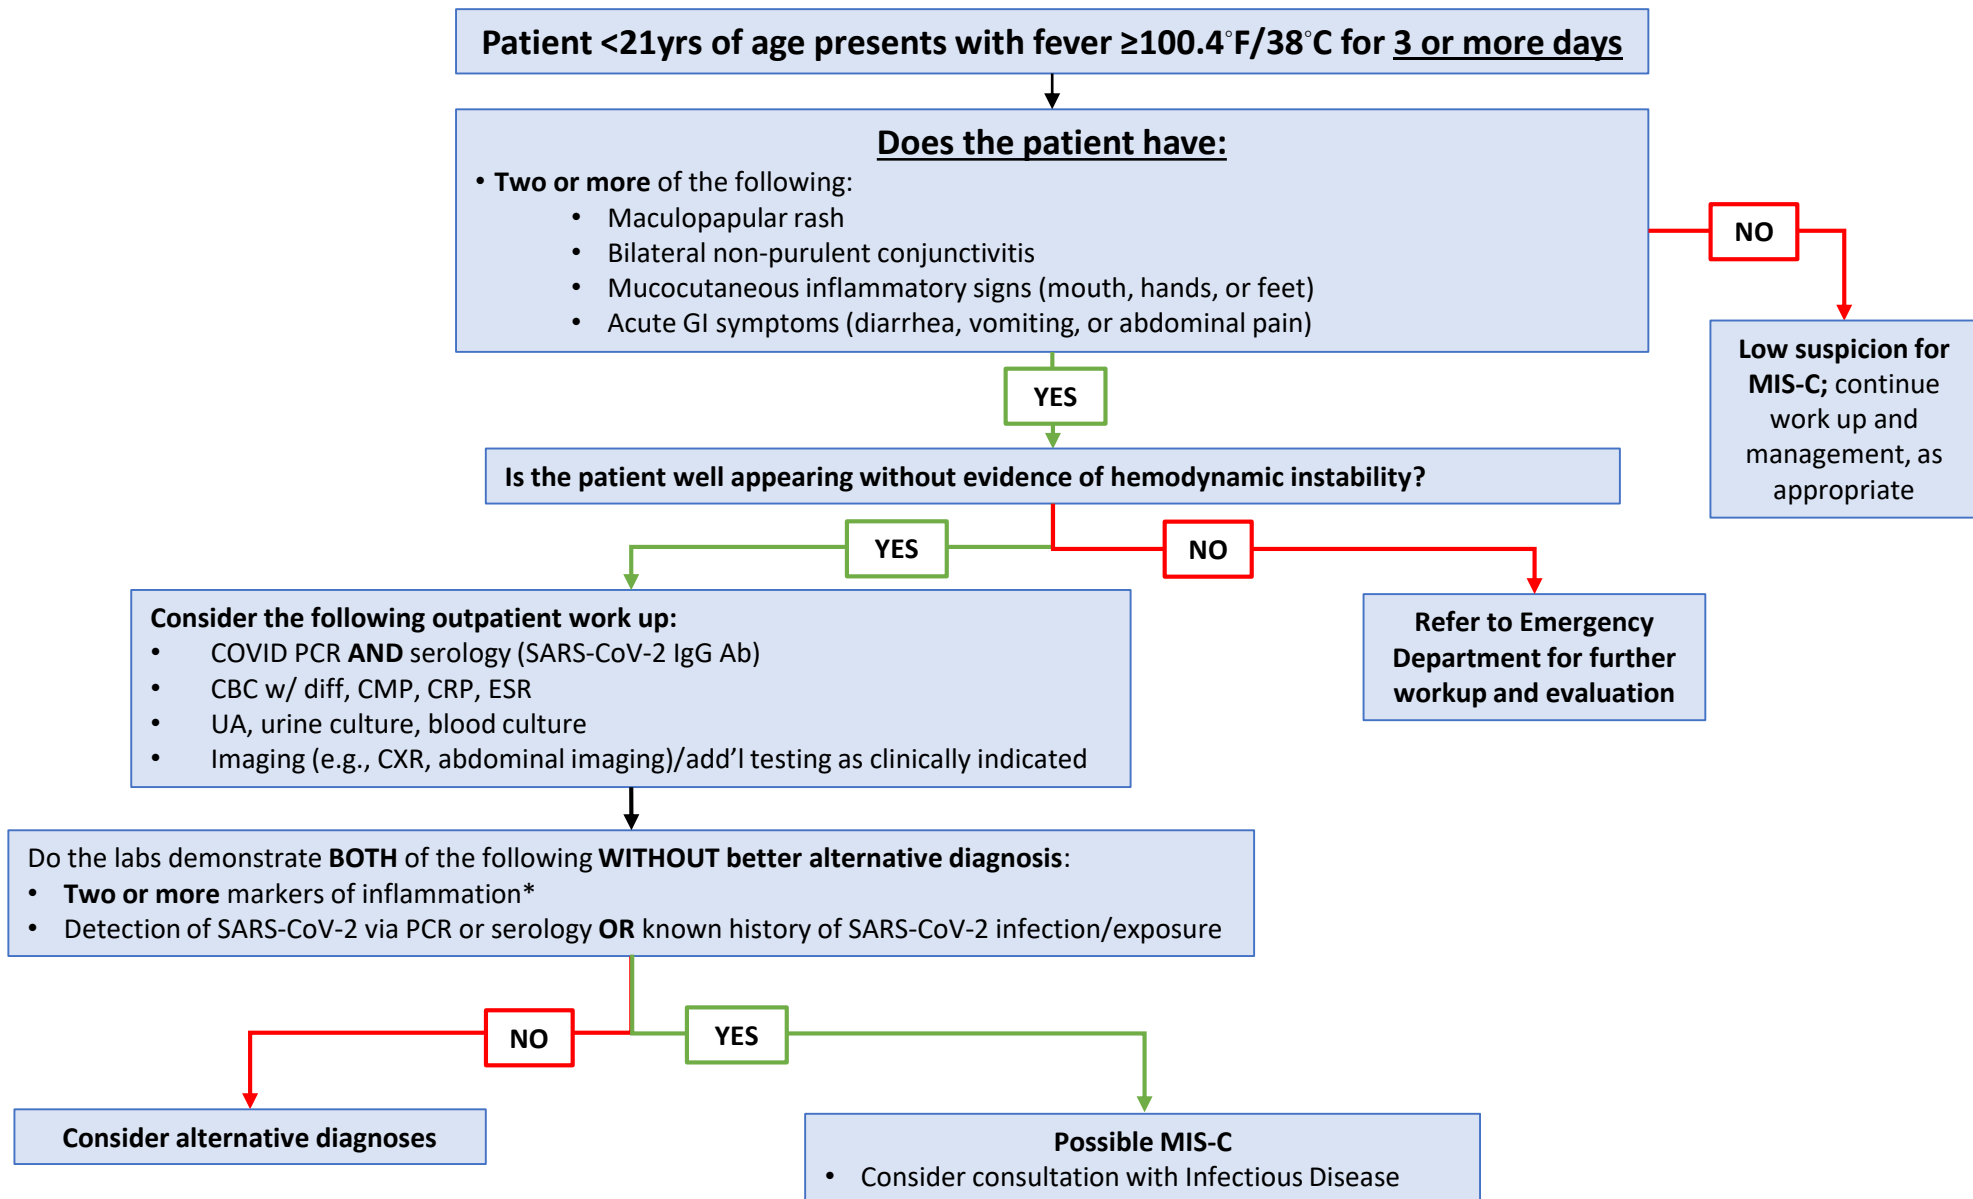 Patient <21yrs of age presents with fever ≥100.4°F/38°C for 3 or more days
Does the patient have:
• Two or more of the following:
• Maculopapular rash
• Bilateral non-purulent conjunctivitis
• Mucocutaneous inflammatory signs (mouth, hands, or feet)
• Acute GI symptoms (diarrhea, vomiting, or abdominal pain)
NO
Low suspicion for
MIS-C; continue
work up and
management, as
appropriate
YES
Is the patient well appearing without evidence of hemodynamic instability?
YES
NO
Consider the following outpatient work up:
• COVID PCR AND serology (SARS-CoV-2 IgG Ab)
• CBC w/ diff, CMP, CRP, ESR
• UA, urine culture, blood culture
• Imaging (e.g., CXR, abdominal imaging)/add’l testing as clinically indicated
Refer to Emergency
Department for further
workup and evaluation
Do the labs demonstrate BOTH of the following WITHOUT better alternative diagnosis:
• Two or more markers of inflammation*
• Detection of SARS-CoV-2 via PCR or serology OR known history of SARS-CoV-2 infection/exposure
NO
YES
Consider alternative diagnoses
Possible MIS-C
• Consider consultation with Infectious Disease